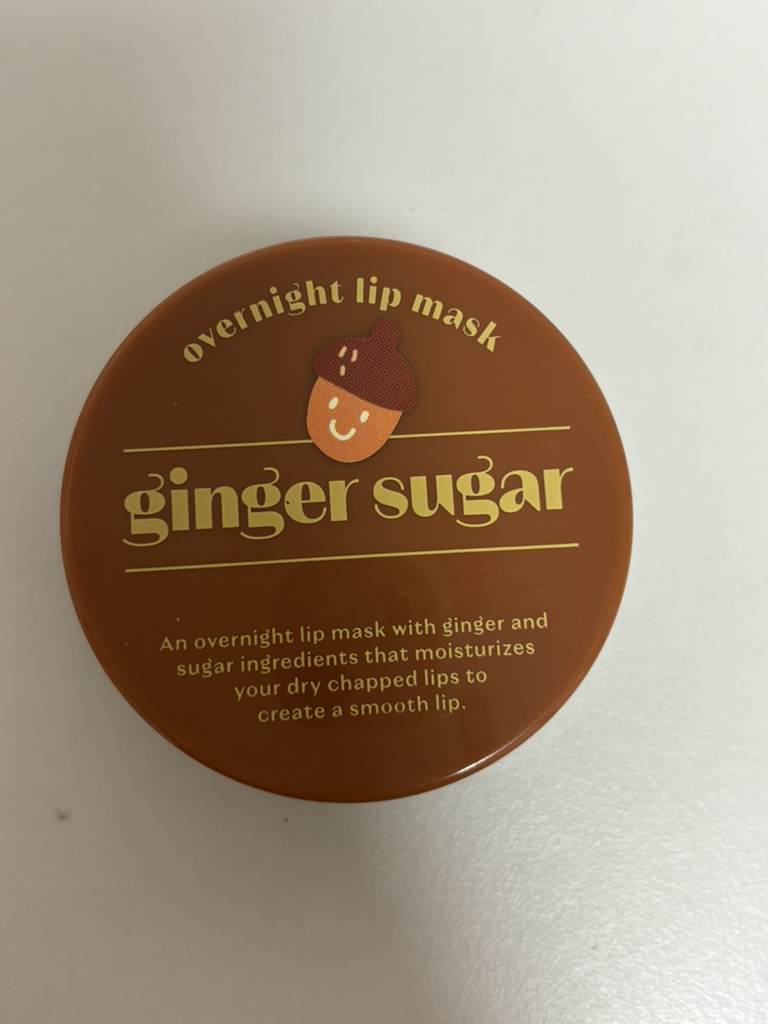 overnight lip mask
ginger sugar
An overnight lip mask with ginger and
sugar ingredients that moisturizes
your dry chapped lips to
create a smooth lip.